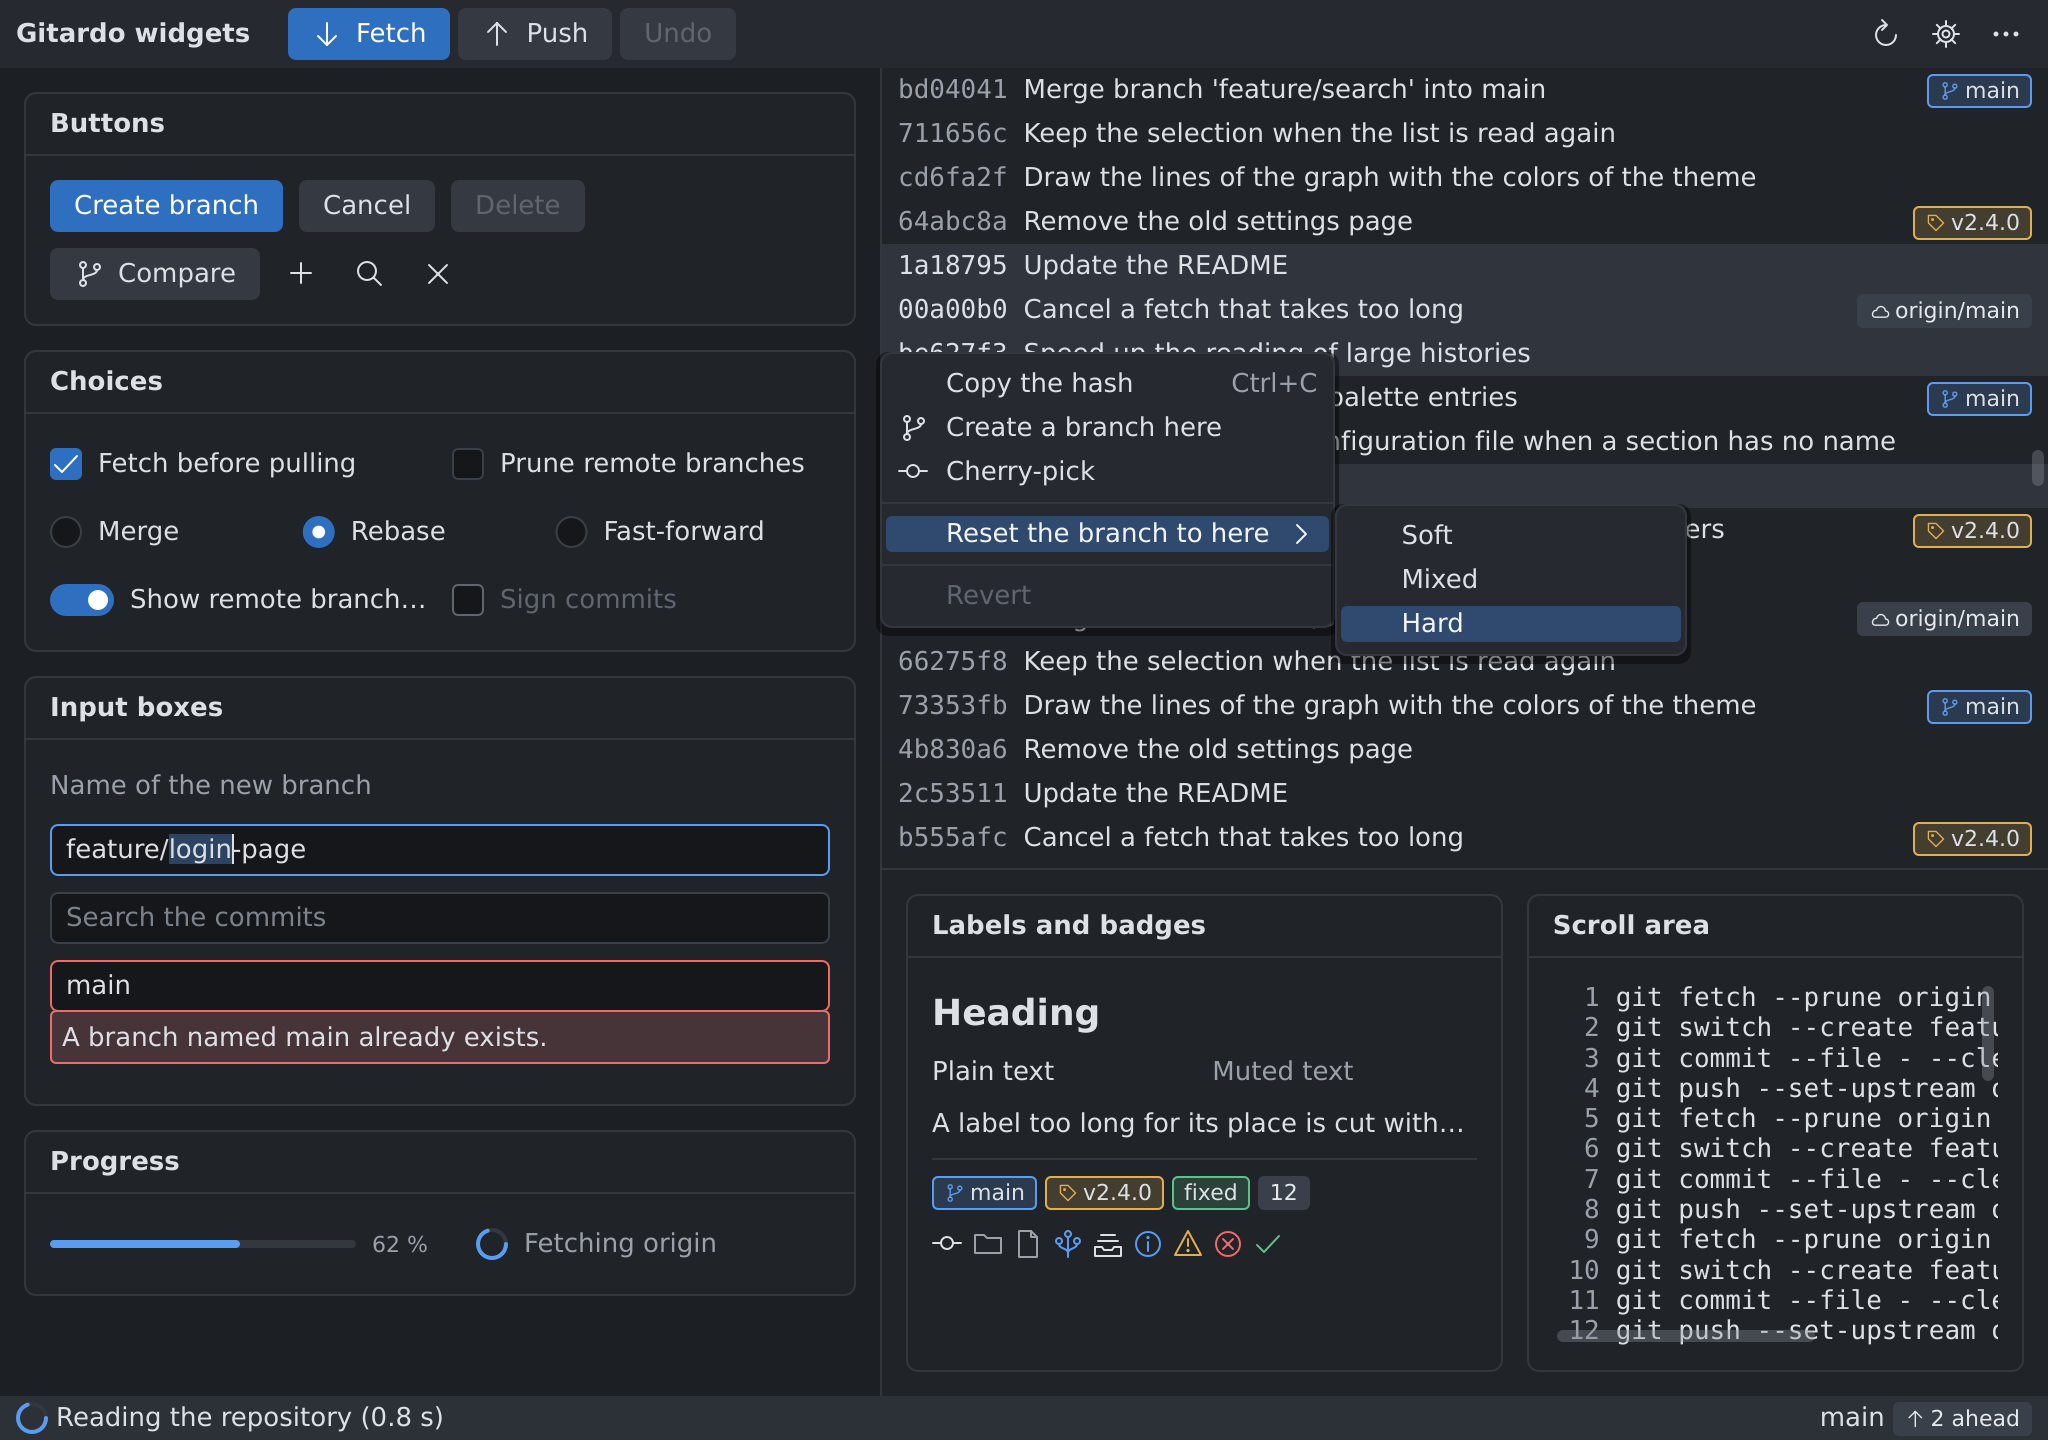 Gitardo widgets
Fetch
Push
Undo
Buttons
Create branch
Cancel
Delete
Compare
Choices
Fetch before pulling
Prune remote branches
Merge
Rebase
Fast-forward
Show remote branch…
Sign commits
Input boxes
Name of the new branch
feature/login-page
Search the commits
main
A branch named main already exists.
Progress
62 %
Fetching origin
bd04041 Merge branch 'feature/search' into main main
711656c Keep the selection when the list is read again
cd6fa2f Draw the lines of the graph with the colors of the theme
64abc8a Remove the old settings page v2.4.0
1a18795 Update the README
00a00b0 Cancel a fetch that takes too long origin/main
be627f3 Speed up the reading of large histories
palette entries main
figuration file when a section has no name
v2.4.0
origin/main
Copy the hash Ctrl+C
Create a branch here
Cherry-pick
Reset the branch to here
Revert
Soft
Mixed
Hard
66275f8 Keep the selection when the list is read again
73353fb Draw the lines of the graph with the colors of the theme main
4b830a6 Remove the old settings page
2c53511 Update the README
b555afc Cancel a fetch that takes too long v2.4.0
Labels and badges
Heading
Plain text
Muted text
A label too long for its place is cut with…
main
v2.4.0
fixed
12
Scroll area
1 git fetch --prune origin
2 git switch --create featu
3 git commit --file - --cle
4 git push --set-upstream
5 git fetch --prune origin
6 git switch --create featu
7 git commit --file - --cle
8 git push --set-upstream
9 git fetch --prune origin
10 git switch --create featu
11 git commit --file - --cle
12 git push --set-upstream
Reading the repository (0.8 s)
main
2 ahead